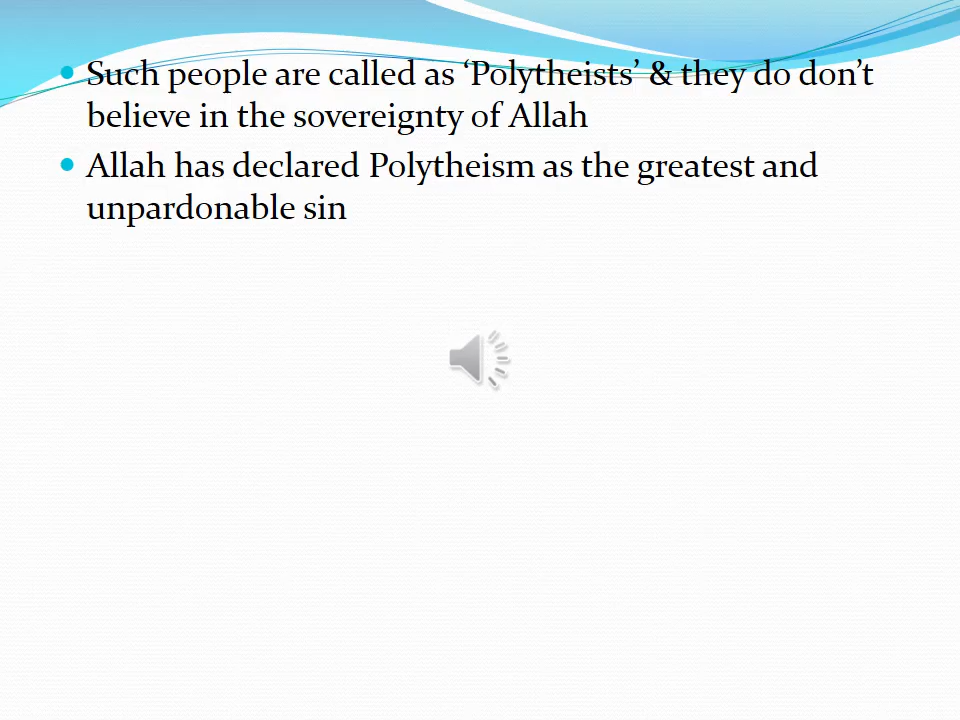 Such people are called as ‘Polytheists’ & they do don’t
believe in the sovereignty of Allah
Allah has declared Polytheism as the greatest and
unpardonable sin